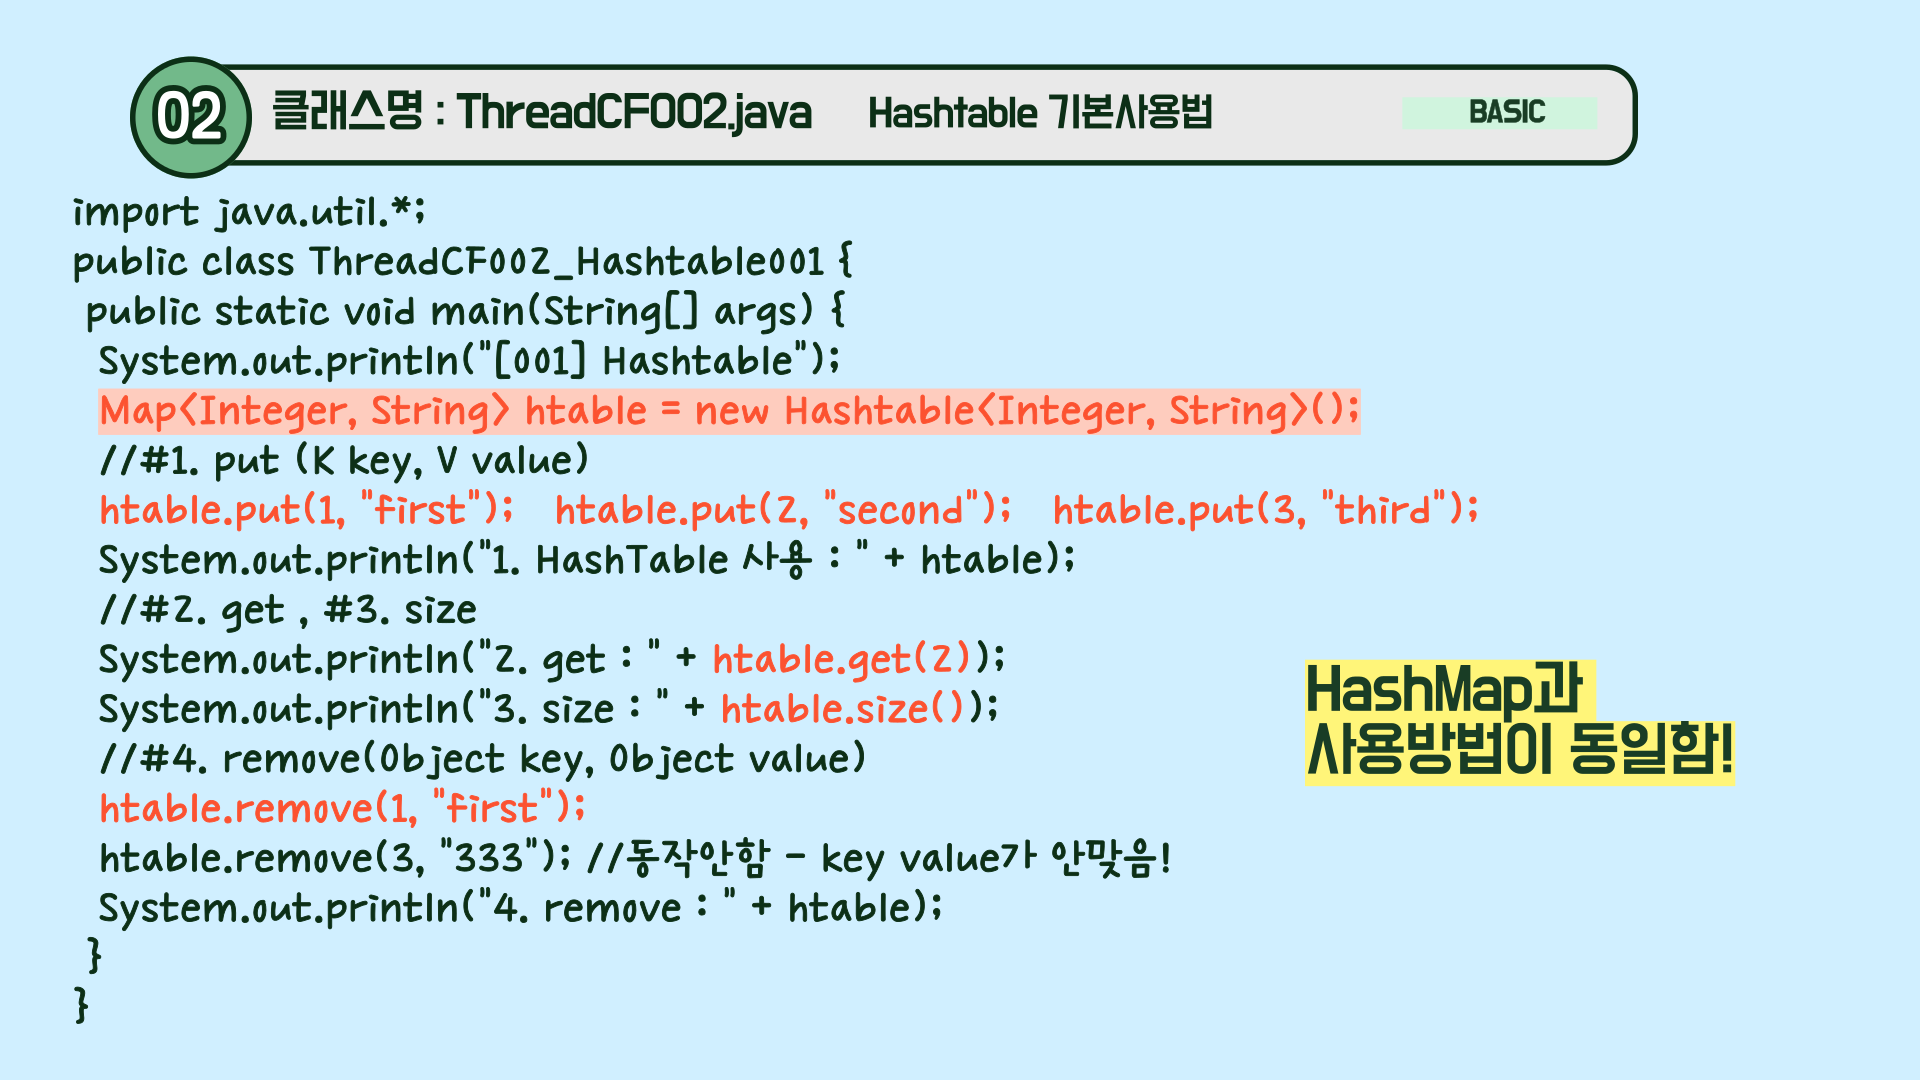 02 클래스명 : ThreadCF002.java Hashtable 기본사용법 BASIC
import java.util.*;
public class ThreadCF002_Hashtable001 {
public static void main(String[] args) {
System.out.println("[001] Hashtable");
Map<Integer, String> htable = new Hashtable<Integer, String>();
//#1. put (K key, V value)
htable.put(1, "first"); htable.put(2, "second"); htable.put(3, "third");
System.out.println("1. HashTable 사용 : " + htable);
//#2. get , #3. size
System.out.println("2. get : " + htable.get(2));
System.out.println("3. size : " + htable.size());
//#4. remove(Object key, Object value)
htable.remove(1, "first");
htable.remove(3, "333"); //동작안함 - key value가 안맞음!
System.out.println("4. remove : " + htable);
}
}
HashMap과
사용방법이 동일함!